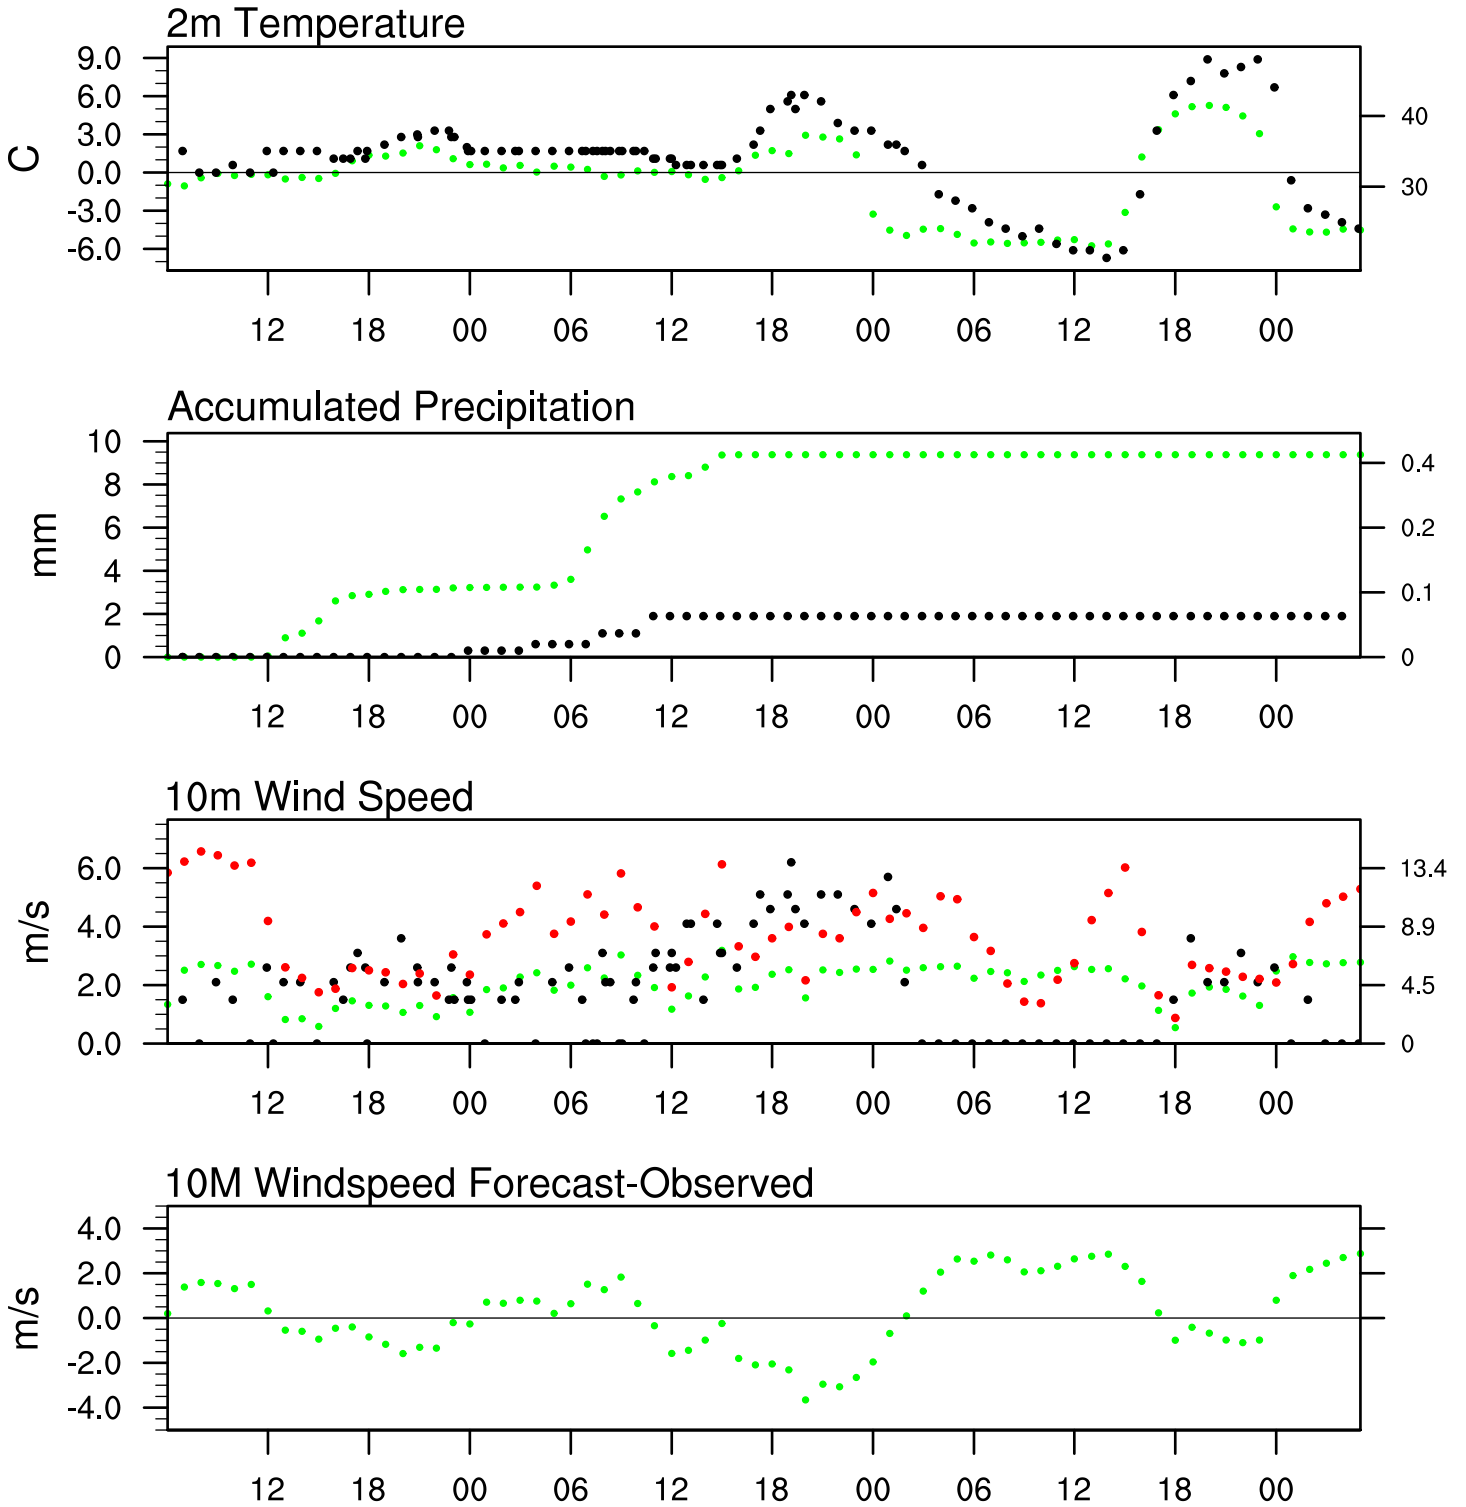 2m Temperature
9.0
6.0
3.0
0.0
-3.0
-6.0
C
40
30
12 18 00 06 12 18 00 06 12 18 00
Accumulated Precipitation
10
8
6
4
2
0
mm
0.4
0.2
0.1
0
12 18 00 06 12 18 00 06 12 18 00
10m Wind Speed
6.0
4.0
2.0
0.0
m/s
13.4
8.9
4.5
0
12 18 00 06 12 18 00 06 12 18 00
10M Windspeed Forecast-Observed
4.0
2.0
0.0
-2.0
-4.0
m/s
12 18 00 06 12 18 00 06 12 18 00